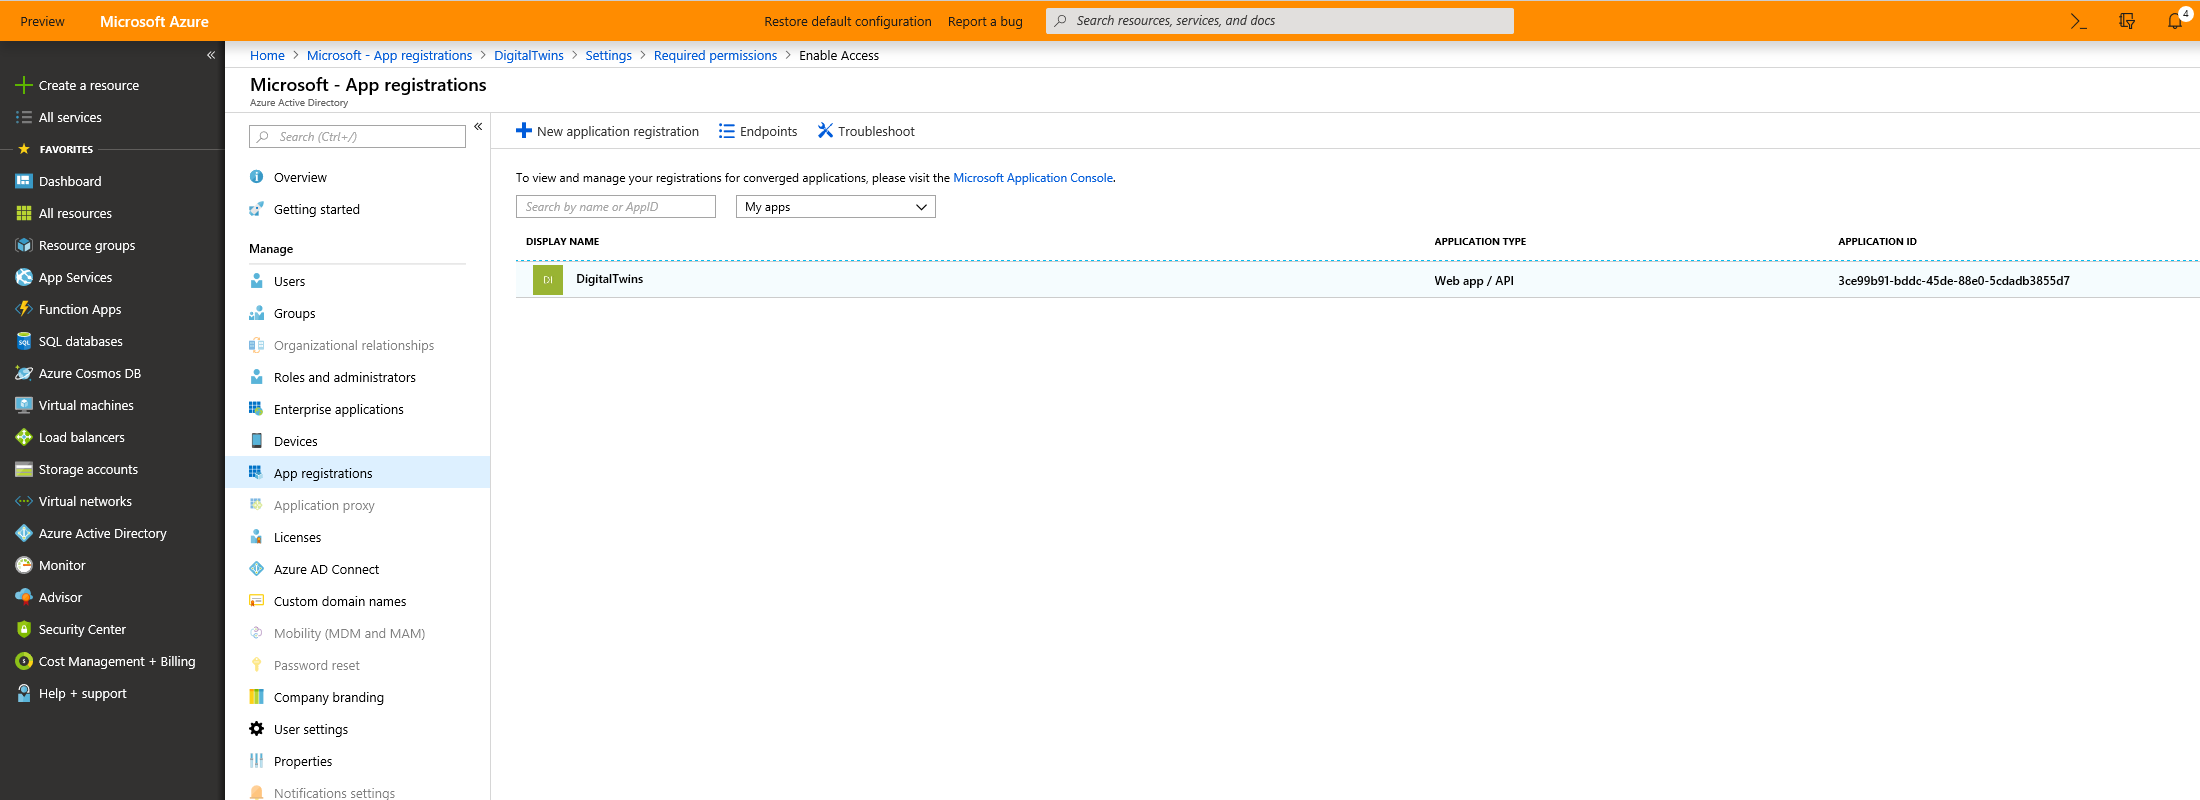 Preview
Microsoft Azure
Restore default configuration
Report a bug
Search resources, services, and docs
4
Home > Microsoft - App registrations > DigitalTwins > Settings > Required permissions > Enable Access
Microsoft - App registrations
Azure Active Directory
Create a resource
All services
FAVORITES
Dashboard
All resources
Resource groups
App Services
Function Apps
SQL databases
Azure Cosmos DB
Virtual machines
Load balancers
Storage accounts
Virtual networks
Azure Active Directory
Monitor
Advisor
Security Center
Cost Management + Billing
Help + support
Search (Ctrl+/)
Overview
Getting started
Manage
Users
Groups
Organizational relationships
Roles and administrators
Enterprise applications
Devices
App registrations
Application proxy
Licenses
Azure AD Connect
Custom domain names
Mobility (MDM and MAM)
Password reset
Company branding
User settings
Properties
Notifications settings
New application registration
Endpoints
Troubleshoot
To view and manage your registrations for converged applications, please visit the Microsoft Application Console.
Search by name or AppID
My apps
DISPLAY NAME
APPLICATION TYPE
APPLICATION ID
DI
DigitalTwins
Web app / API
3ce99b91-bddc-45de-88e0-5cdadb3855d7